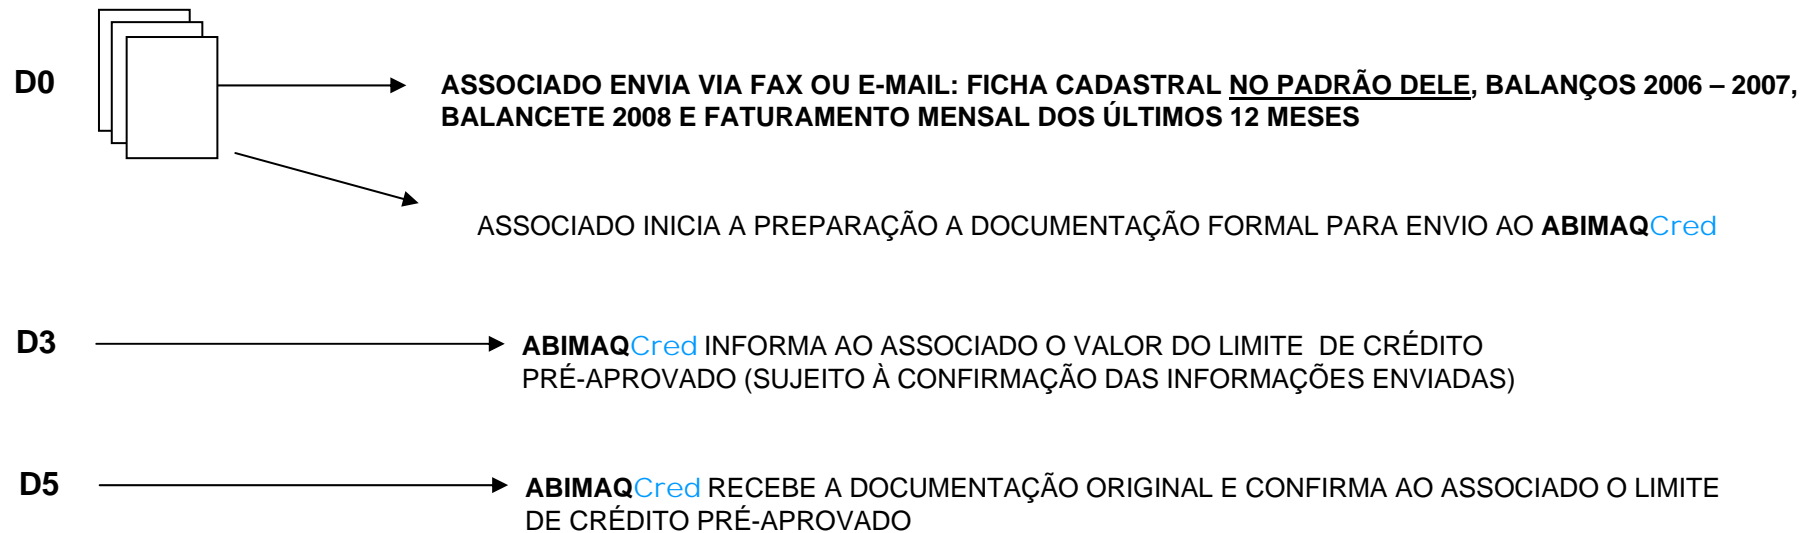 D0
ASSOCIADO ENVIA VIA FAX OU E-MAIL: FICHA CADASTRAL NO PADRÃO DELE, BALANÇOS 2006 – 2007,
BALANCETE 2008 E FATURAMENTO MENSAL DOS ÚLTIMOS 12 MESES
ASSOCIADO INICIA A PREPARAÇÃO A DOCUMENTAÇÃO FORMAL PARA ENVIO AO ABIMAQCred
D3
ABIMAQCred INFORMA AO ASSOCIADO O VALOR DO LIMITE DE CRÉDITO
PRÉ-APROVADO (SUJEITO À CONFIRMAÇÃO DAS INFORMAÇÕES ENVIADAS)
D5
ABIMAQCred RECEBE A DOCUMENTAÇÃO ORIGINAL E CONFIRMA AO ASSOCIADO O LIMITE
DE CRÉDITO PRÉ-APROVADO